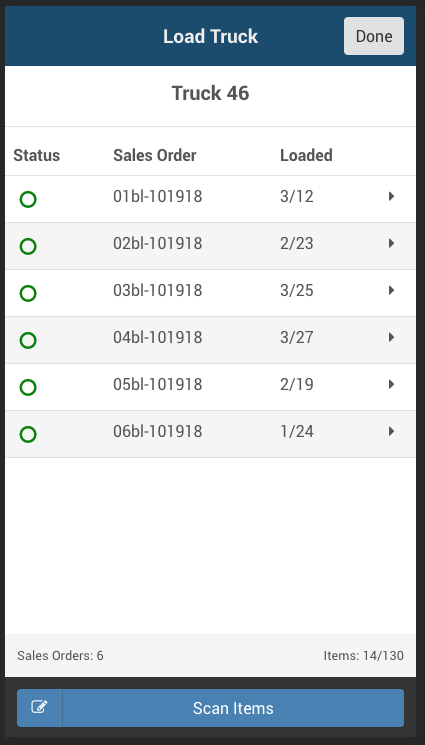 Load Truck Done
Truck 46
Status Sales Order Loaded
01bl-101918 3/12
02bl-101918 2/23
03bl-101918 3/25
04bl-101918 3/27
05bl-101918 2/19
06bl-101918 1/24
Sales Orders: 6 Items: 14/130
Scan Items